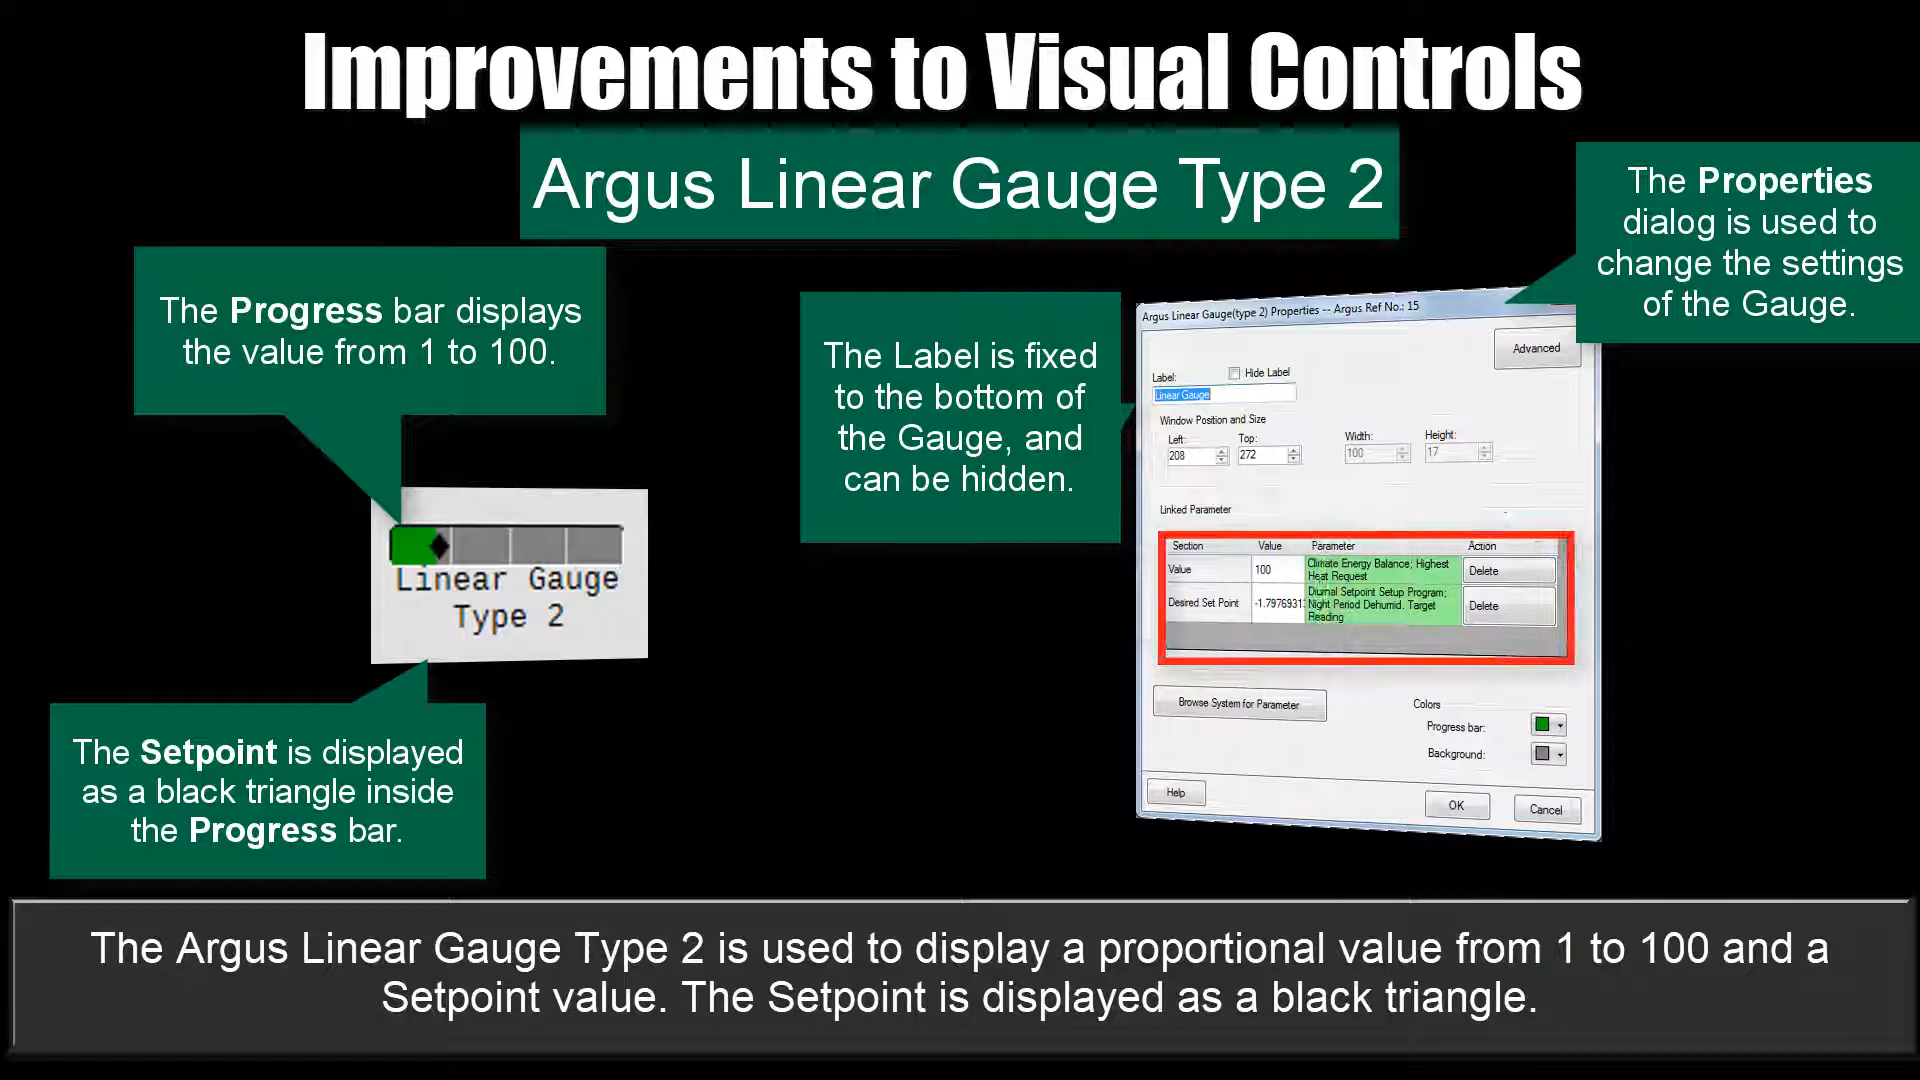 Improvements to Visual Controls
Argus Linear Gauge Type 2
The Properties
dialog is used to
change the settings
of the Gauge.
The Progress bar displays
the value from 1 to 100.
The Label is fixed
to the bottom of
the Gauge, and
can be hidden.
Linear Gauge
Type 2
The Setpoint is displayed
as a black triangle inside
the Progress bar.
Argus Linear Gauge(type 2) Properties -- Argus Ref No.: 15
Advanced
Label:
Hide Label
Linear Gauge
Window Position and Size
Left: Top: Width: Height:
208 272 100 17
Linked Parameter
Section Value Parameter Action
Value 100 Climate Energy Balance; Highest
Heat Request Delete
Desired Set Point -1.7976931 Diurnal Setpoint Setup Program;
Night Period Dehumid. Target
Reading Delete
Browse System for Parameter
Colors
Progress bar:
Background:
Help OK Cancel
The Argus Linear Gauge Type 2 is used to display a proportional value from 1 to 100 and a
Setpoint value. The Setpoint is displayed as a black triangle.